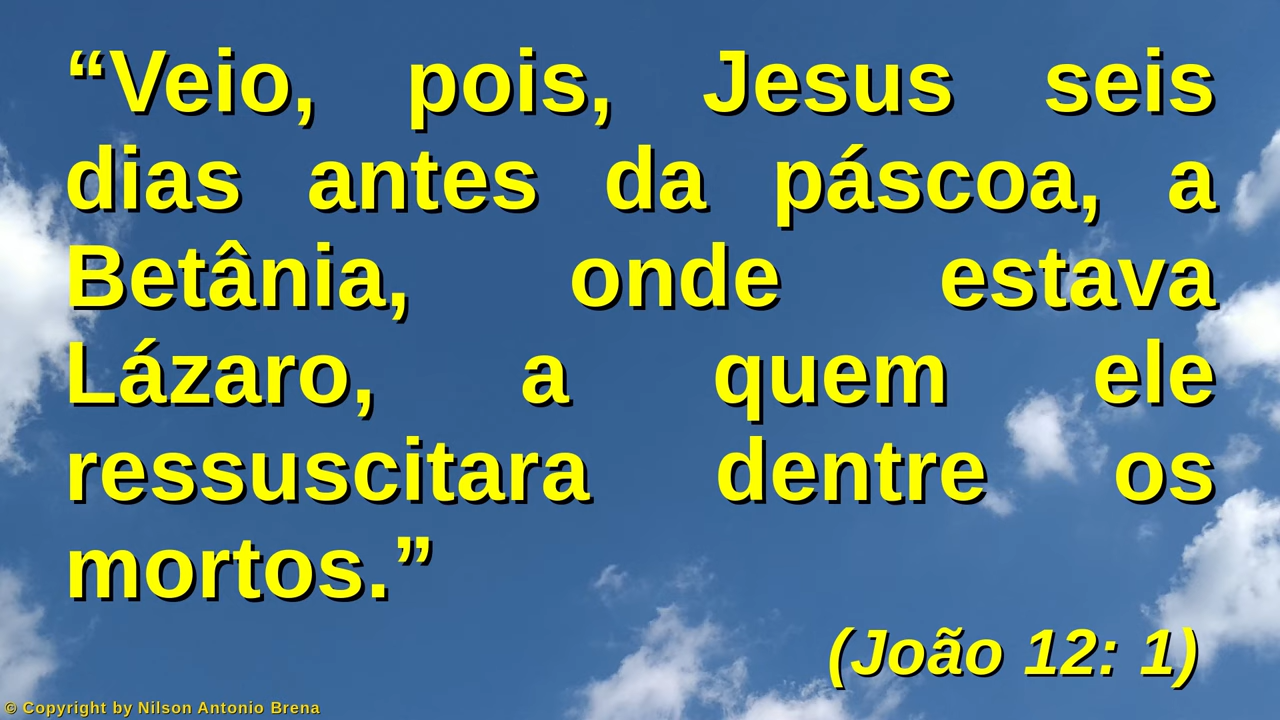 “Veio, pois, Jesus seis
dias antes da páscoa, a
Betânia, onde estava
Lázaro, a quem ele
ressuscitara dentre os
mortos.”
(João 12: 1)
© Copyright by Nilson Antonio Brena